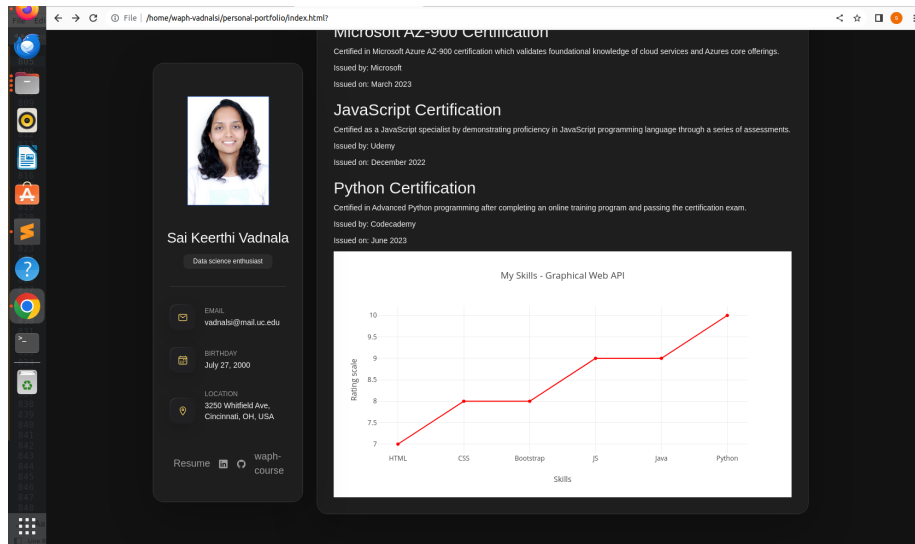 File /home/waph-vadnalsi/personal-portfolio/index.html?
Sai Keerthi Vadnala
Data science enthusiast
EMAIL
vadnalsi@mail.uc.edu
BIRTHDAY
July 27, 2000
LOCATION
3250 Whitfield Ave,
Cincinnati, OH, USA
Resume
waph-
course
Microsoft AZ-900 Certification
Certified in Microsoft Azure AZ-900 certification which validates foundational knowledge of cloud services and Azures core offerings.
Issued by: Microsoft
Issued on: March 2023
JavaScript Certification
Certified as a JavaScript specialist by demonstrating proficiency in JavaScript programming language through a series of assessments.
Issued by: Udemy
Issued on: December 2022
Python Certification
Certified in Advanced Python programming after completing an online training program and passing the certification exam.
Issued by: Codecademy
Issued on: June 2023
My Skills - Graphical Web API
Rating scale
10
9.5
9
8.5
8
7.5
7
HTML CSS Bootstrap JS Java Python
Skills